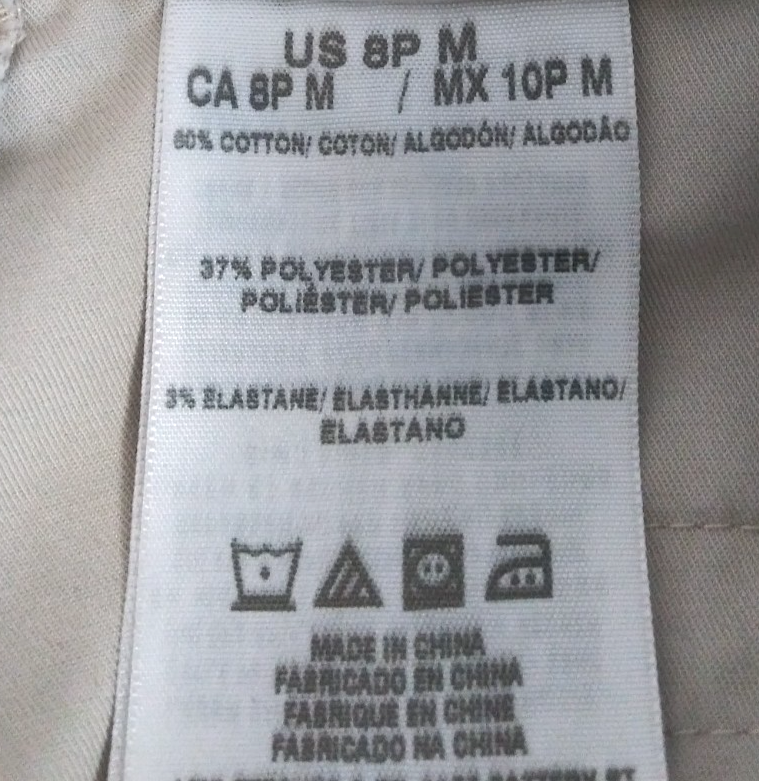 US 8P M
CA 8P M / MX 10P M
60% COTTON/ COTON/ ALGODÓN/ ALGODÃO
37% POLYESTER/ POLYESTER/
POLIÉSTER/ POLIESTER
3% ELASTANE/ ÉLASTHANNE/ ELASTANO/
ELASTANO
MADE IN CHINA
FABRICADO EN CHINA
FABRIQUÉ EN CHINE
FABRICADO NA CHINA